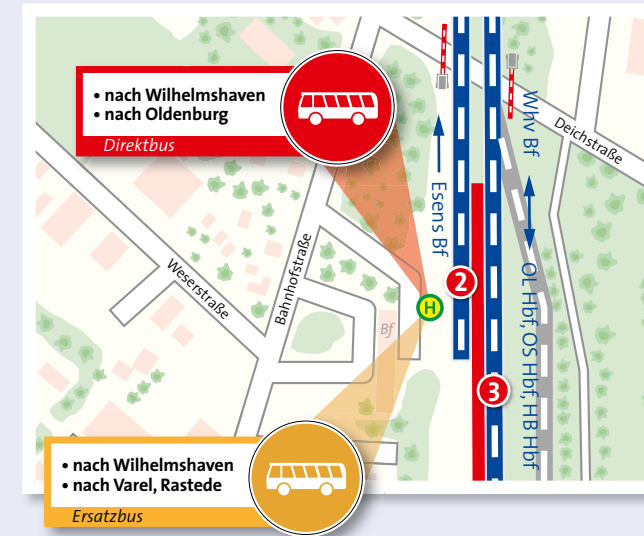 • nach Wilhelmshaven
• nach Oldenburg
Direktbus
Whv Bf
Deichstraße
Esens Bf
Weserstraße
Bahnhofstraße
2
H
Bf
3
OL Hbf, OS Hbf, HB Hbf
• nach Wilhelmshaven
• nach Varel, Rastede
Ersatzbus